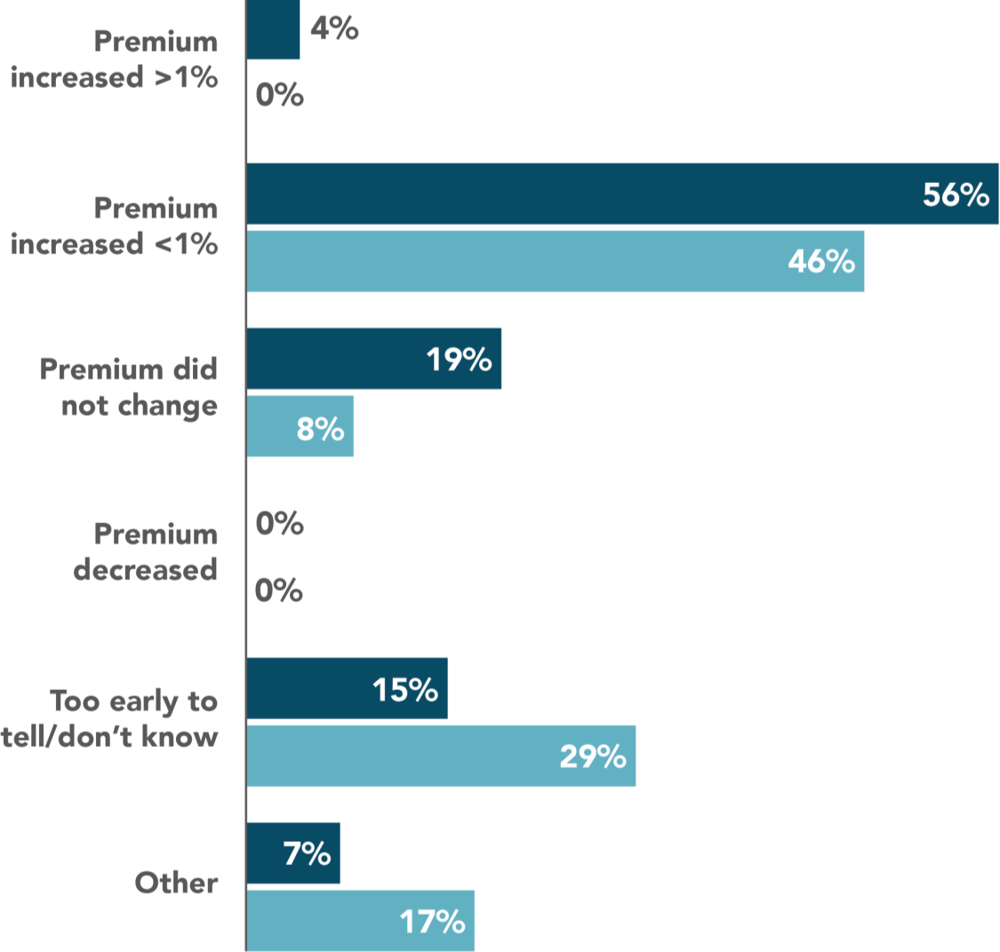 Premium
increased >1%
4%
0%
Premium
increased <1%
56%
46%
Premium did
not change
19%
8%
Premium
decreased
0%
0%
Too early to
tell/don’t know
15%
29%
Other
7%
17%